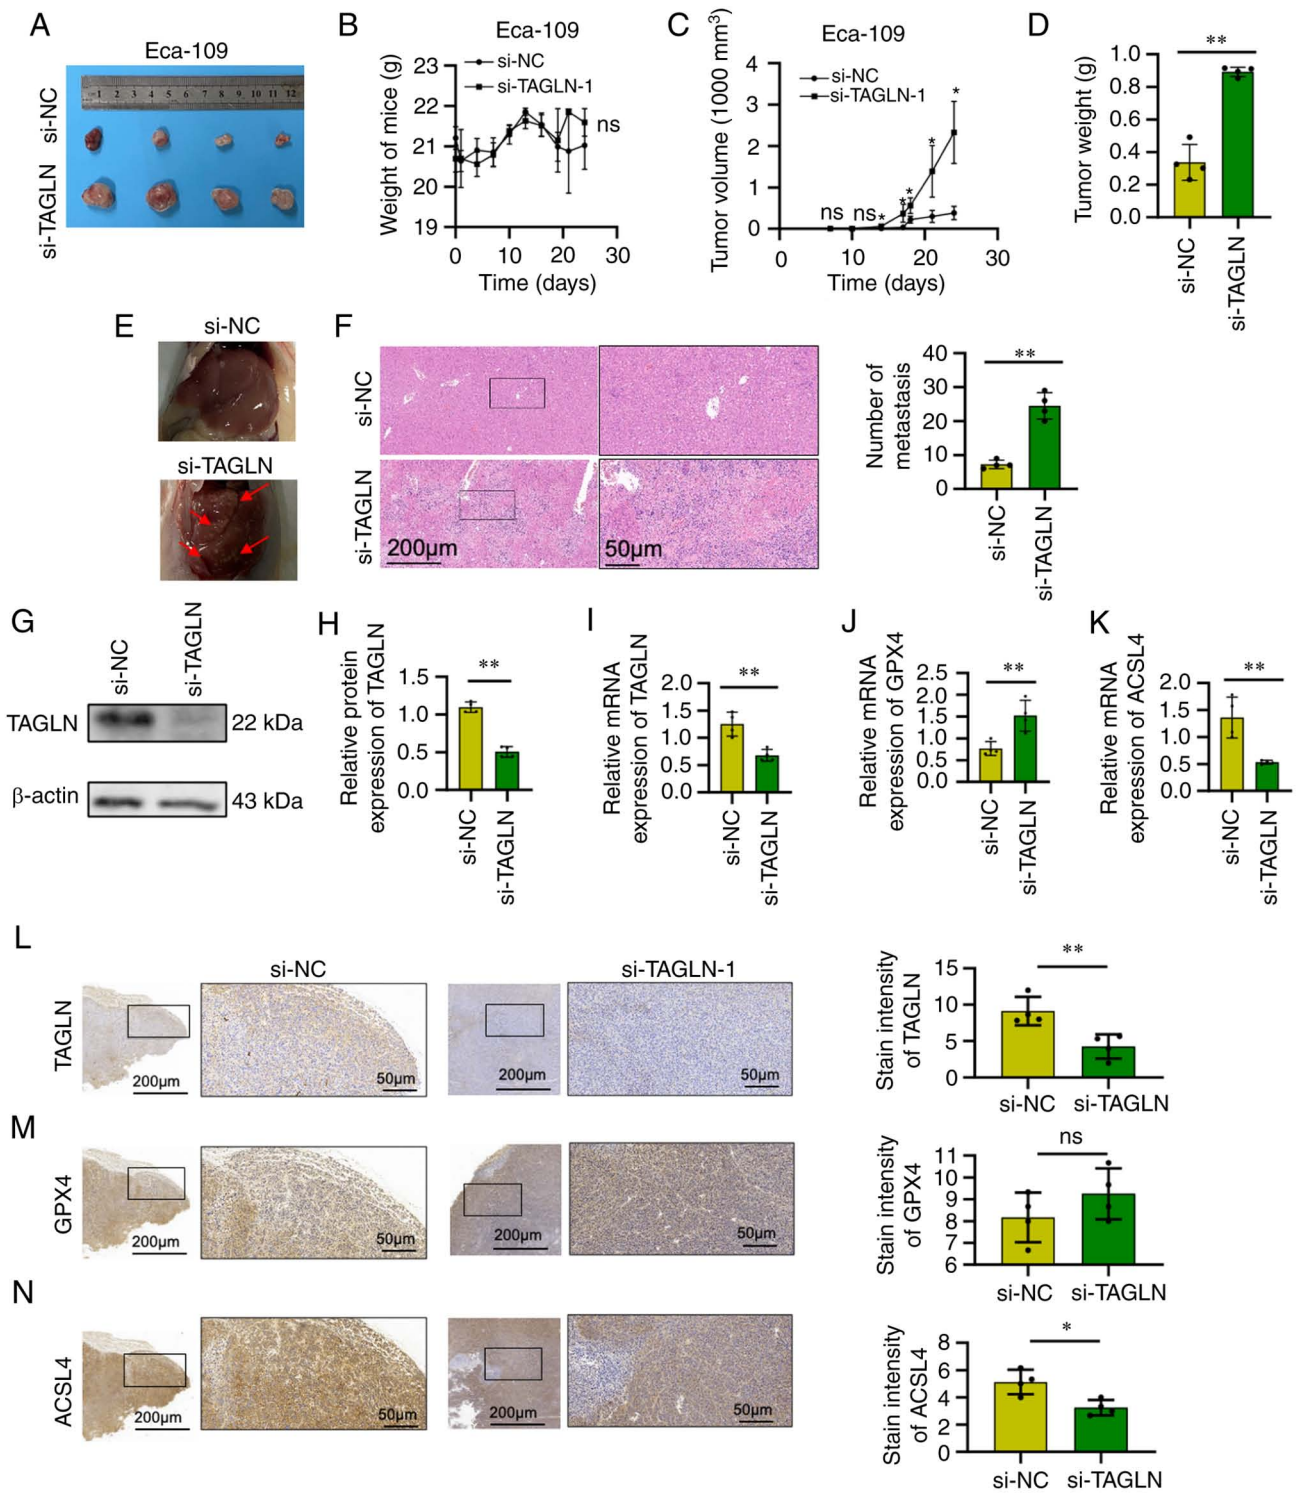 A
Eca-109
1 2 3 4 5 6 7 8 9 10 11 12
si-NC
si-TAGLN
B
Eca-109
si-NC
si-TAGLN-1
Weight of mice (g)
23
22
21
20
19
ns
0 10 20 30
Time (days)
C
Eca-109
si-NC
si-TAGLN-1
Tumor volume (1000 mm³)
4
3
2
1
0
ns ns * * * * *
0 10 20 30
Time (days)
D
Tumor weight (g)
**
1.0
0.8
0.6
0.4
0.2
0.0
si-NC
si-TAGLN
E
si-NC
si-TAGLN
F
si-NC
si-TAGLN
200µm
50µm
Number of
metastasis
**
40
30
20
10
0
si-NC
si-TAGLN
G
si-NC
si-TAGLN
TAGLN
22 kDa
β-actin
43 kDa
H
Relative protein
expression of TAGLN
**
1.5
1.0
0.5
0.0
si-NC
si-TAGLN
I
Relative mRNA
expression of TAGLN
**
2.0
1.5
1.0
0.5
0.0
si-NC
si-TAGLN
J
Relative mRNA
expression of GPX4
**
2.5
2.0
1.5
1.0
0.5
0.0
si-NC
si-TAGLN
K
Relative mRNA
expression of ACSL4
**
2.0
1.5
1.0
0.5
0.0
si-NC
si-TAGLN
L
si-NC
si-TAGLN-1
TAGLN
200µm
50µm
200µm
50µm
Stain intensity
of TAGLN
**
15
10
5
0
si-NC si-TAGLN
M
GPX4
200µm
50µm
200µm
50µm
Stain intensity
of GPX4
ns
11
10
9
8
7
6
si-NC si-TAGLN
N
ACSL4
200µm
50µm
200µm
50µm
Stain intensity
of ACSL4
*
8
6
4
2
0
si-NC si-TAGLN